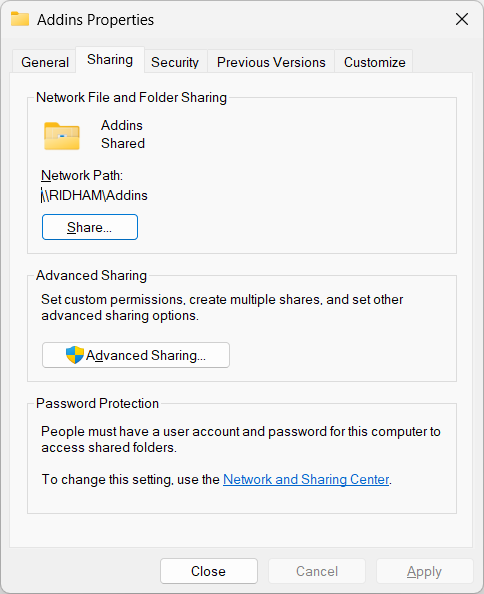 Addins Properties
General Sharing Security Previous Versions Customize
Network File and Folder Sharing
Addins
Shared
Network Path:
\\RIDHAM\Addins
Share...
Advanced Sharing
Set custom permissions, create multiple shares, and set other
advanced sharing options.
Advanced Sharing...
Password Protection
People must have a user account and password for this computer to
access shared folders.
To change this setting, use the Network and Sharing Center.
Close Cancel Apply